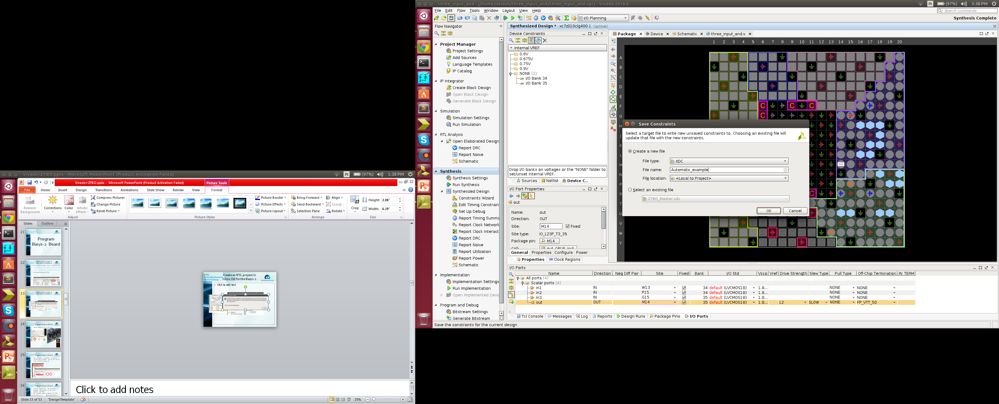 three_input_and - [/home/nelson/three_input_and/three_input_and.xpr] - Vivado 2014.4
Pt (97%) 5:38 PM
File Edit Flow Tools Window Layout View Help
Search commands
I/O Planning
Synthesis Complete
Flow Navigator
Project Manager
Project Settings
Add Sources
Language Templates
IP Catalog
IP Integrator
Create Block Design
Open Block Design
Generate Block Design
Simulation
Simulation Settings
Run Simulation
RTL Analysis
Open Elaborated Design
Report DRC
Report Noise
Schematic
Synthesis
Synthesis Settings
Run Synthesis
Synthesized Design
Constraints Wizard
Edit Timing Constrain
Set Up Debug
Report Timing Summa
Report Clock Network
Report Clock Interact
Report DRC
Report Noise
Report Utilization
Report Power
Schematic
Implementation
Implementation Settings
Run Implementation
Open Implemented Desig
Program and Debug
Bitstream Settings
Generate Bitstream
Synthesized Design * - xc7z010clg400-1 (active)
Device Constraints
Internal VREF
0.6V
0.675V
0.75V
0.9V
NONE (2)
I/O Bank 34
I/O Bank 35
Drop I/O banks on voltages or the "NONE" folder to
set/unset Internal VREF.
Sources Netlist Device C..
I/O Port Properties
out
Name: out
Direction: OUT
Site: M14 Fixed
Site type: IO_L23P_T3_35
Package pin: M14
General Properties Configure Power
Properties Clock Regions
Package Device Schematic three_input_and.v
1 2 3 4 5 6 7 8 9 10 11 12 13 14 15 16 17 18 19 20
A
B
C
D
E
F
C C C
G
C
Save Constraints
Select a target file to write new unsaved constraints to. Choosing an existing file will
update that file with the new constraints.
Create a new file
File type: XDC
File name: Automatic_example
File location: <Local to Project>
Select an existing file
ZYBO_Master.xdc
OK Cancel
H
J
K
L
M
N
P
R
T
U
V
W
Y
I/O Ports
Name Direction Neg Diff Pair Site Fixed Bank I/O Std Vcco Vref Drive Strength Slew Type Pull Type Off-Chip Termination IN_TERM
All ports (4)
Scalar ports (4)
in1 IN W13 34 default (LVCMOS18) 1.8... NONE NONE
in2 IN P15 34 default (LVCMOS18) 1.8... NONE NONE
in3 IN G15 35 default (LVCMOS18) 1.8... NONE NONE
out OUT M14 35 default (LVCMOS18) 1.8... 12 SLOW NONE FP_VTT_50
Tcl Console Messages Log Reports Design Runs Package Pins I/O Ports
Save the constraints for the current design
Vivado+ZYBO.pptx - Microsoft PowerPoint (Product Activation Failed)
Pt (97%) 5:38 PM
Vivado+ZYBO.pptx - Microsoft PowerPoint (Product Activation Failed) Picture Tools
File Home Insert Design Transitions Animations Slide Show Review View Format
Remove Background
Corrections
Color
Artistic Effects
Compress Pictures
Change Picture
Reset Picture
Adjust
Picture Styles
Picture Border
Picture Effects
Picture Layout
Bring Forward
Send Backward
Selection Pane
Align
Group
Rotate
Arrange
Crop
Height: 2.08"
Width: 6.29"
Size
Slides Outline
21
Program
Basys-2 Board
22
23
24
25
26
Embedded Systems
Research Group
Create an RTL project in
Xilinx ISE for the Basys-2
Click to add text
Click to add notes
Slide 23 of 53 "DesignTemplate" 25%